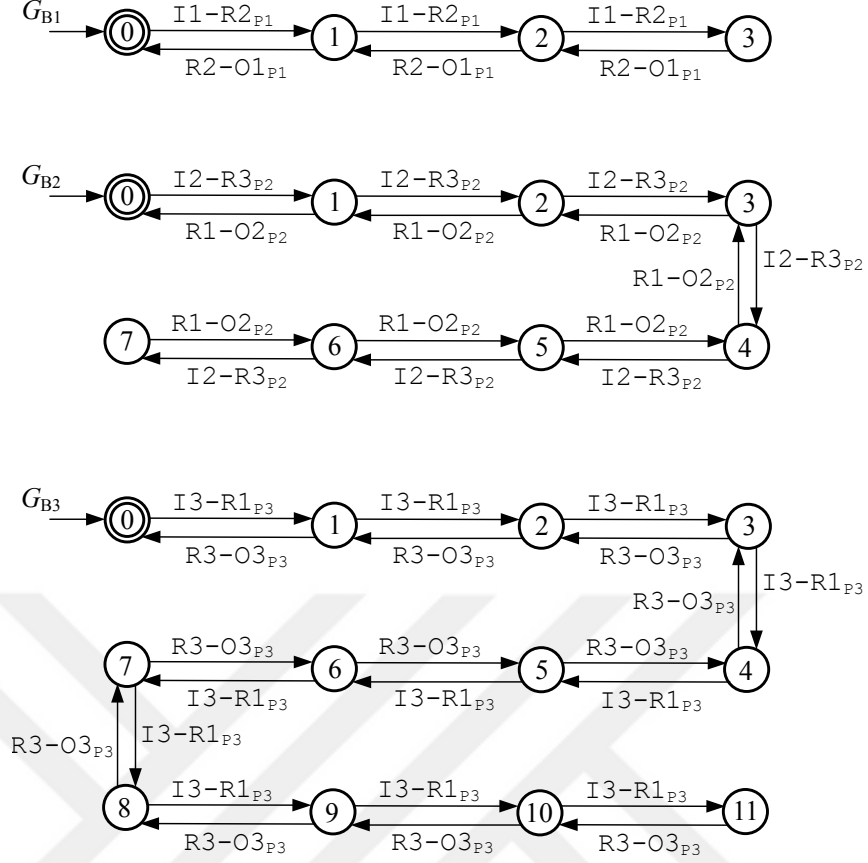 G_B1 I1-R2_P1 I1-R2_P1 I1-R2_P1
0 1 2 3
R2-O1_P1 R2-O1_P1 R2-O1_P1
G_B2 I2-R3_P2 I2-R3_P2 I2-R3_P2
0 1 2 3
R1-O2_P2 R1-O2_P2 R1-O2_P2
R1-O2_P2 I2-R3_P2
R1-O2_P2 R1-O2_P2 R1-O2_P2
7 6 5 4
I2-R3_P2 I2-R3_P2 I2-R3_P2
G_B3 I3-R1_P3 I3-R1_P3 I3-R1_P3
0 1 2 3
R3-O3_P3 R3-O3_P3 R3-O3_P3
R3-O3_P3 I3-R1_P3
R3-O3_P3 R3-O3_P3 R3-O3_P3
7 6 5 4
I3-R1_P3 I3-R1_P3 I3-R1_P3
R3-O3_P3 I3-R1_P3
I3-R1_P3 I3-R1_P3 I3-R1_P3
8 9 10 11
R3-O3_P3 R3-O3_P3 R3-O3_P3